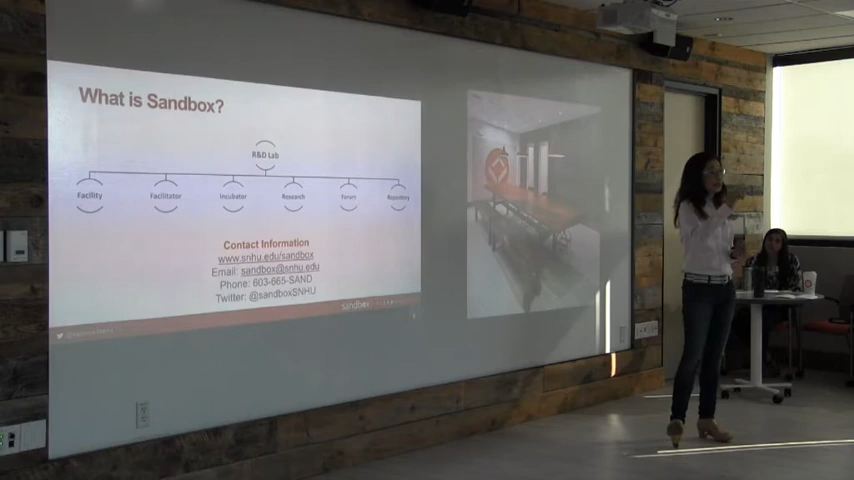 What is Sandbox?
R&D Lab
Facility
Facilitator
Incubator
Research
Forum
Repository
Contact Information
www.snhu.edu/sandbox
Email: sandbox@snhu.edu
Phone: 603-665-SAND
Twitter: @sandboxSNHU
sandbox